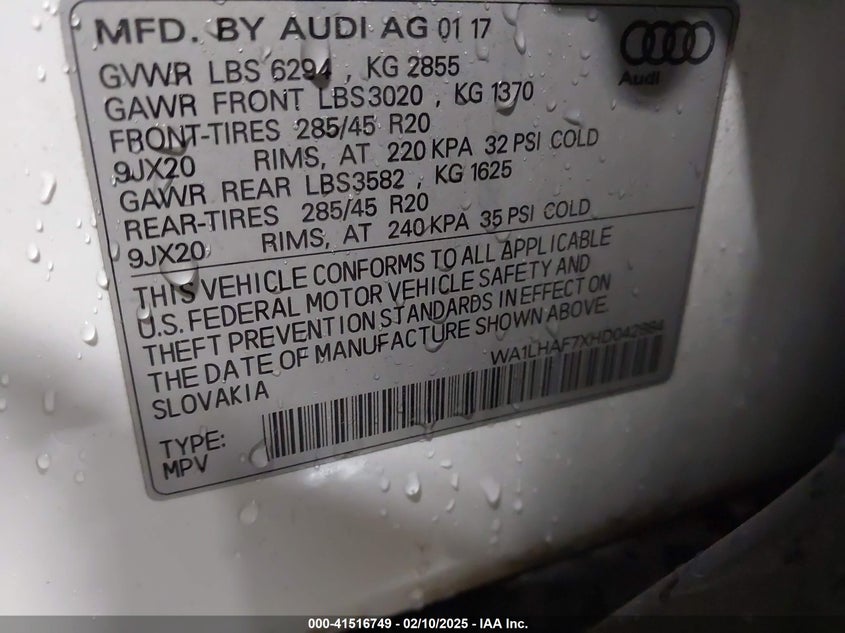 MFD. BY AUDI AG 01 17
Audi
GVWR LBS 6294 , KG 2855
GAWR FRONT LBS3020 , KG 1370
FRONT-TIRES 285/45 R20
9JX20 RIMS, AT 220 KPA 32 PSI COLD
GAWR REAR LBS3582 , KG 1625
REAR-TIRES 285/45 R20
9JX20 RIMS, AT 240 KPA 35 PSI COLD
THIS VEHICLE CONFORMS TO ALL APPLICABLE
U.S. FEDERAL MOTOR VEHICLE SAFETY AND
THEFT PREVENTION STANDARDS IN EFFECT ON
THE DATE OF MANUFACTURE SHOWN ABOVE.
SLOVAKIA
WA1LHAF7XHD042884
TYPE:
MPV
000-41516749 — 02/10/2025 — IAA Inc.